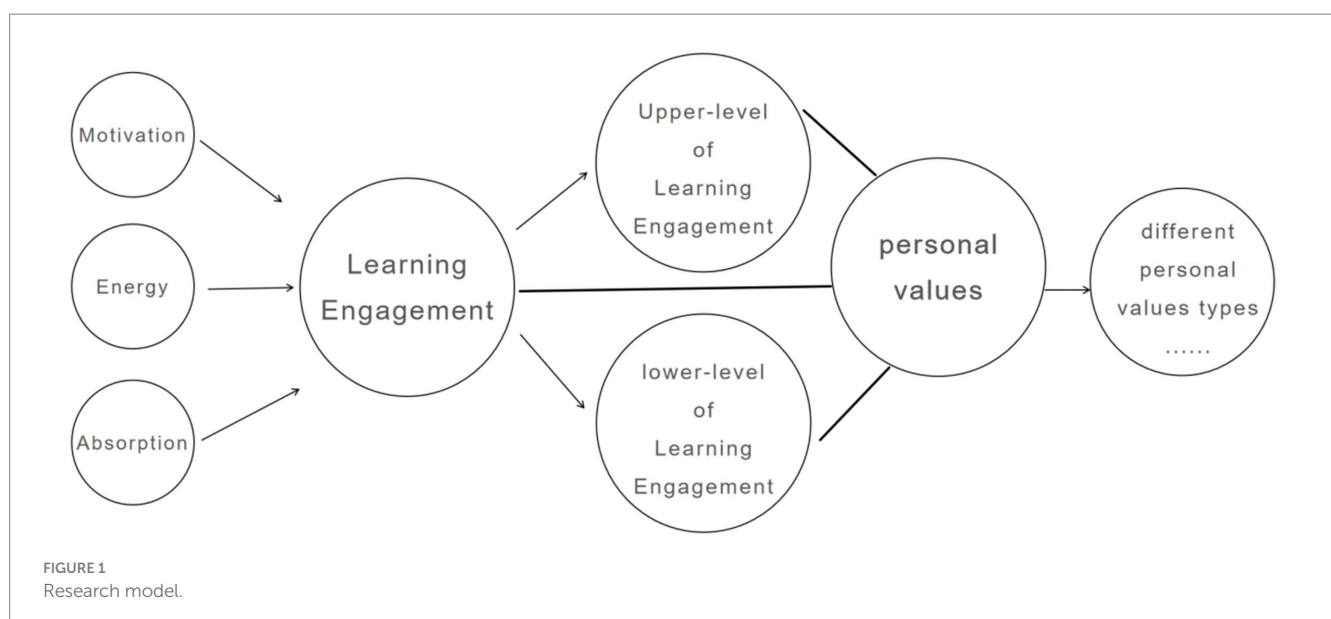 Motivation
Energy
Absorption
Learning
Engagement
Upper-level
of
Learning
Engagement
lower-level
of
Learning
Engagement
personal
values
different
personal
values types
......
FIGURE 1
Research model.